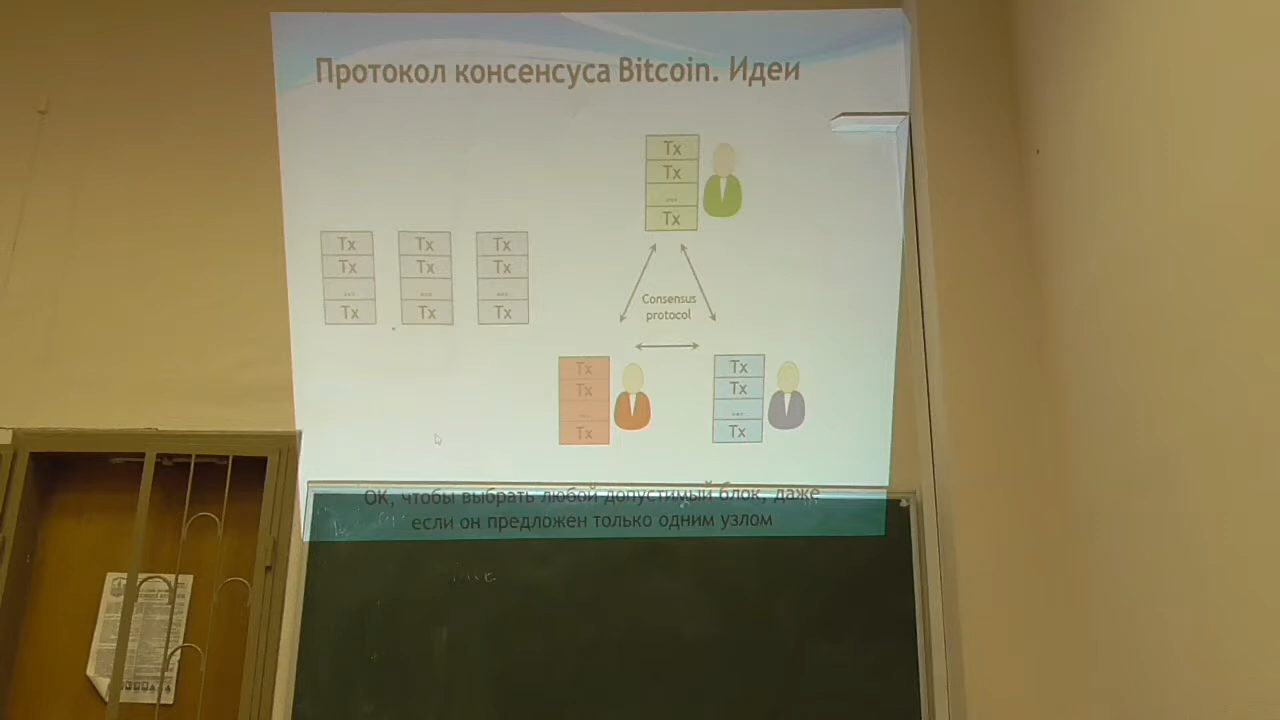 Протокол консенсуса Bitcoin. Идеи
Tx
Tx
...
Tx
Tx
Tx
...
Tx
Tx
Tx
...
Tx
Tx
Tx
...
Tx
Consensus
protocol
Tx
Tx
...
Tx
Tx
Tx
...
Tx
ОК, чтобы выбрать любой допустимый блок, даже
если он предложен только одним узлом